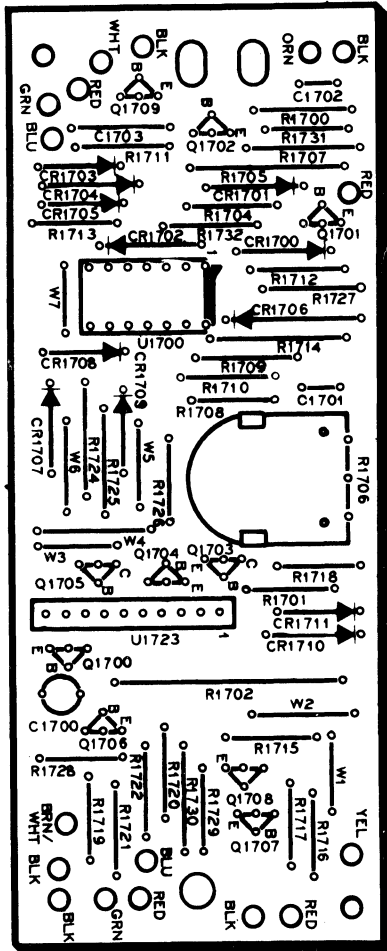 WHT
BLK
ORN
BLK
GRN
RED
B
E
Q1709
C1702
BLU
C1703
B
E
Q1702
R1700
R1731
R1711
R1707
CR1703
R1705
RED
CR1704
CR1701
B
E
Q1701
CR1705
R1704
R1713
R1732
CR1702
CR1700
1
W7
R1712
R1727
U1700
CR1706
R1714
CR1708
CR1709
R1709
R1710
R1708
C1701
CR1707
W6
R1724
R1725
W5
R1726
R1706
W4
W3
Q1704
Q1703
Q1705
C
B
B
E
E
C
B
R1718
R1701
CR1711
U1723
1
CR1710
E
B
Q1700
R1702
C1700
W2
B
E
Q1706
R1728
R1722
R1720
R1715
W1
R1719
R1721
R1730
R1729
E
B
Q1708
E
B
Q1707
R1717
R1716
BRN/
WHT
YEL
BLK
BLU
BLK
GRN
RED
BLK
RED